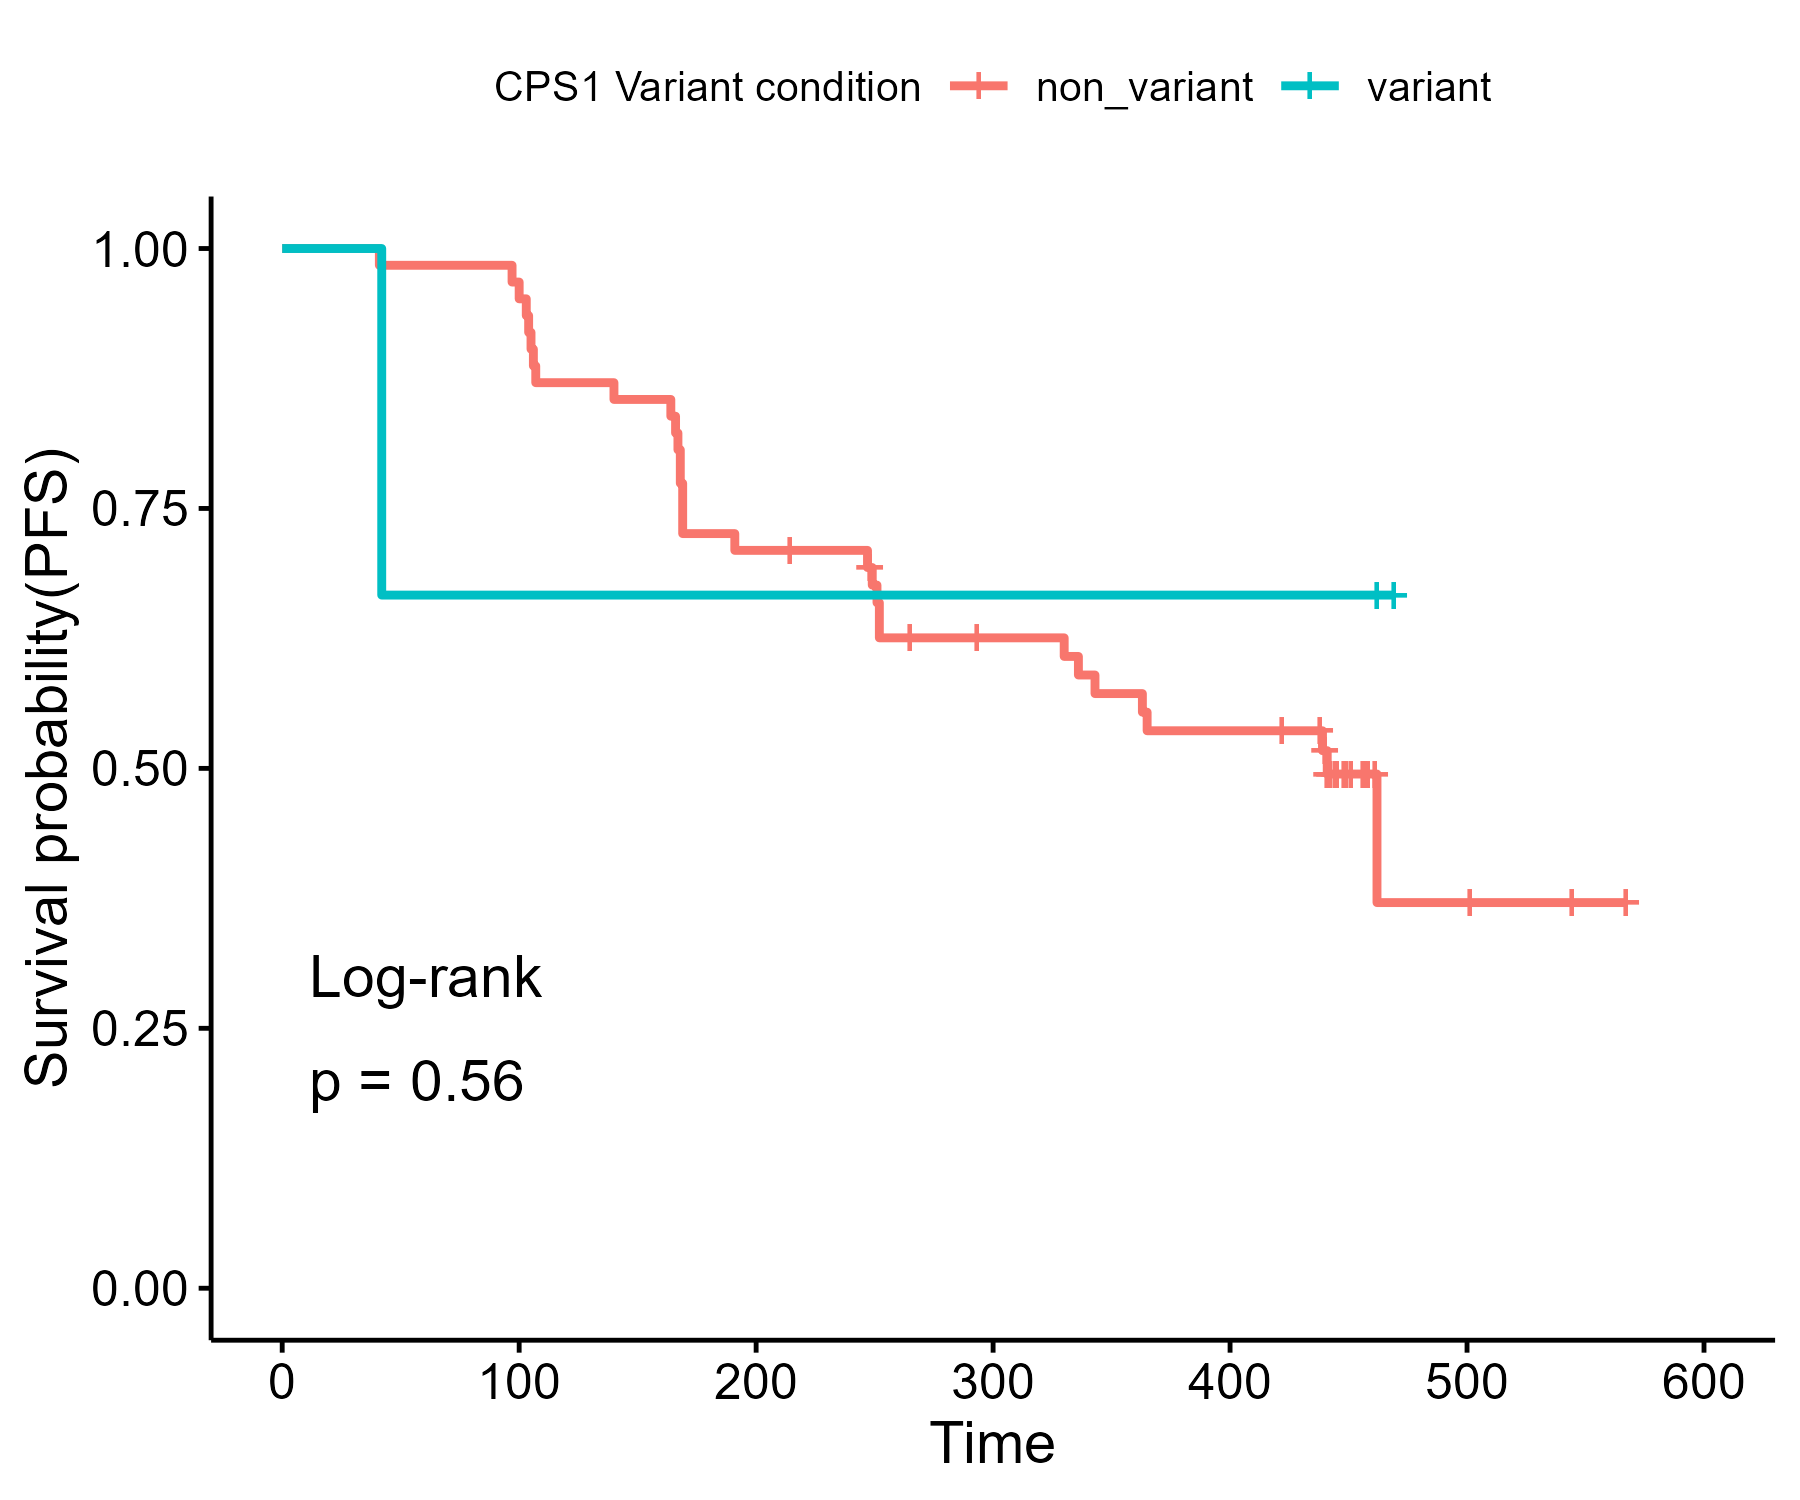 CPS1 Variant condition non_variant variant
Survival probability(PFS)
1.00
0.75
0.50
0.25
0.00
Log-rank
p = 0.56
0 100 200 300 400 500 600
Time